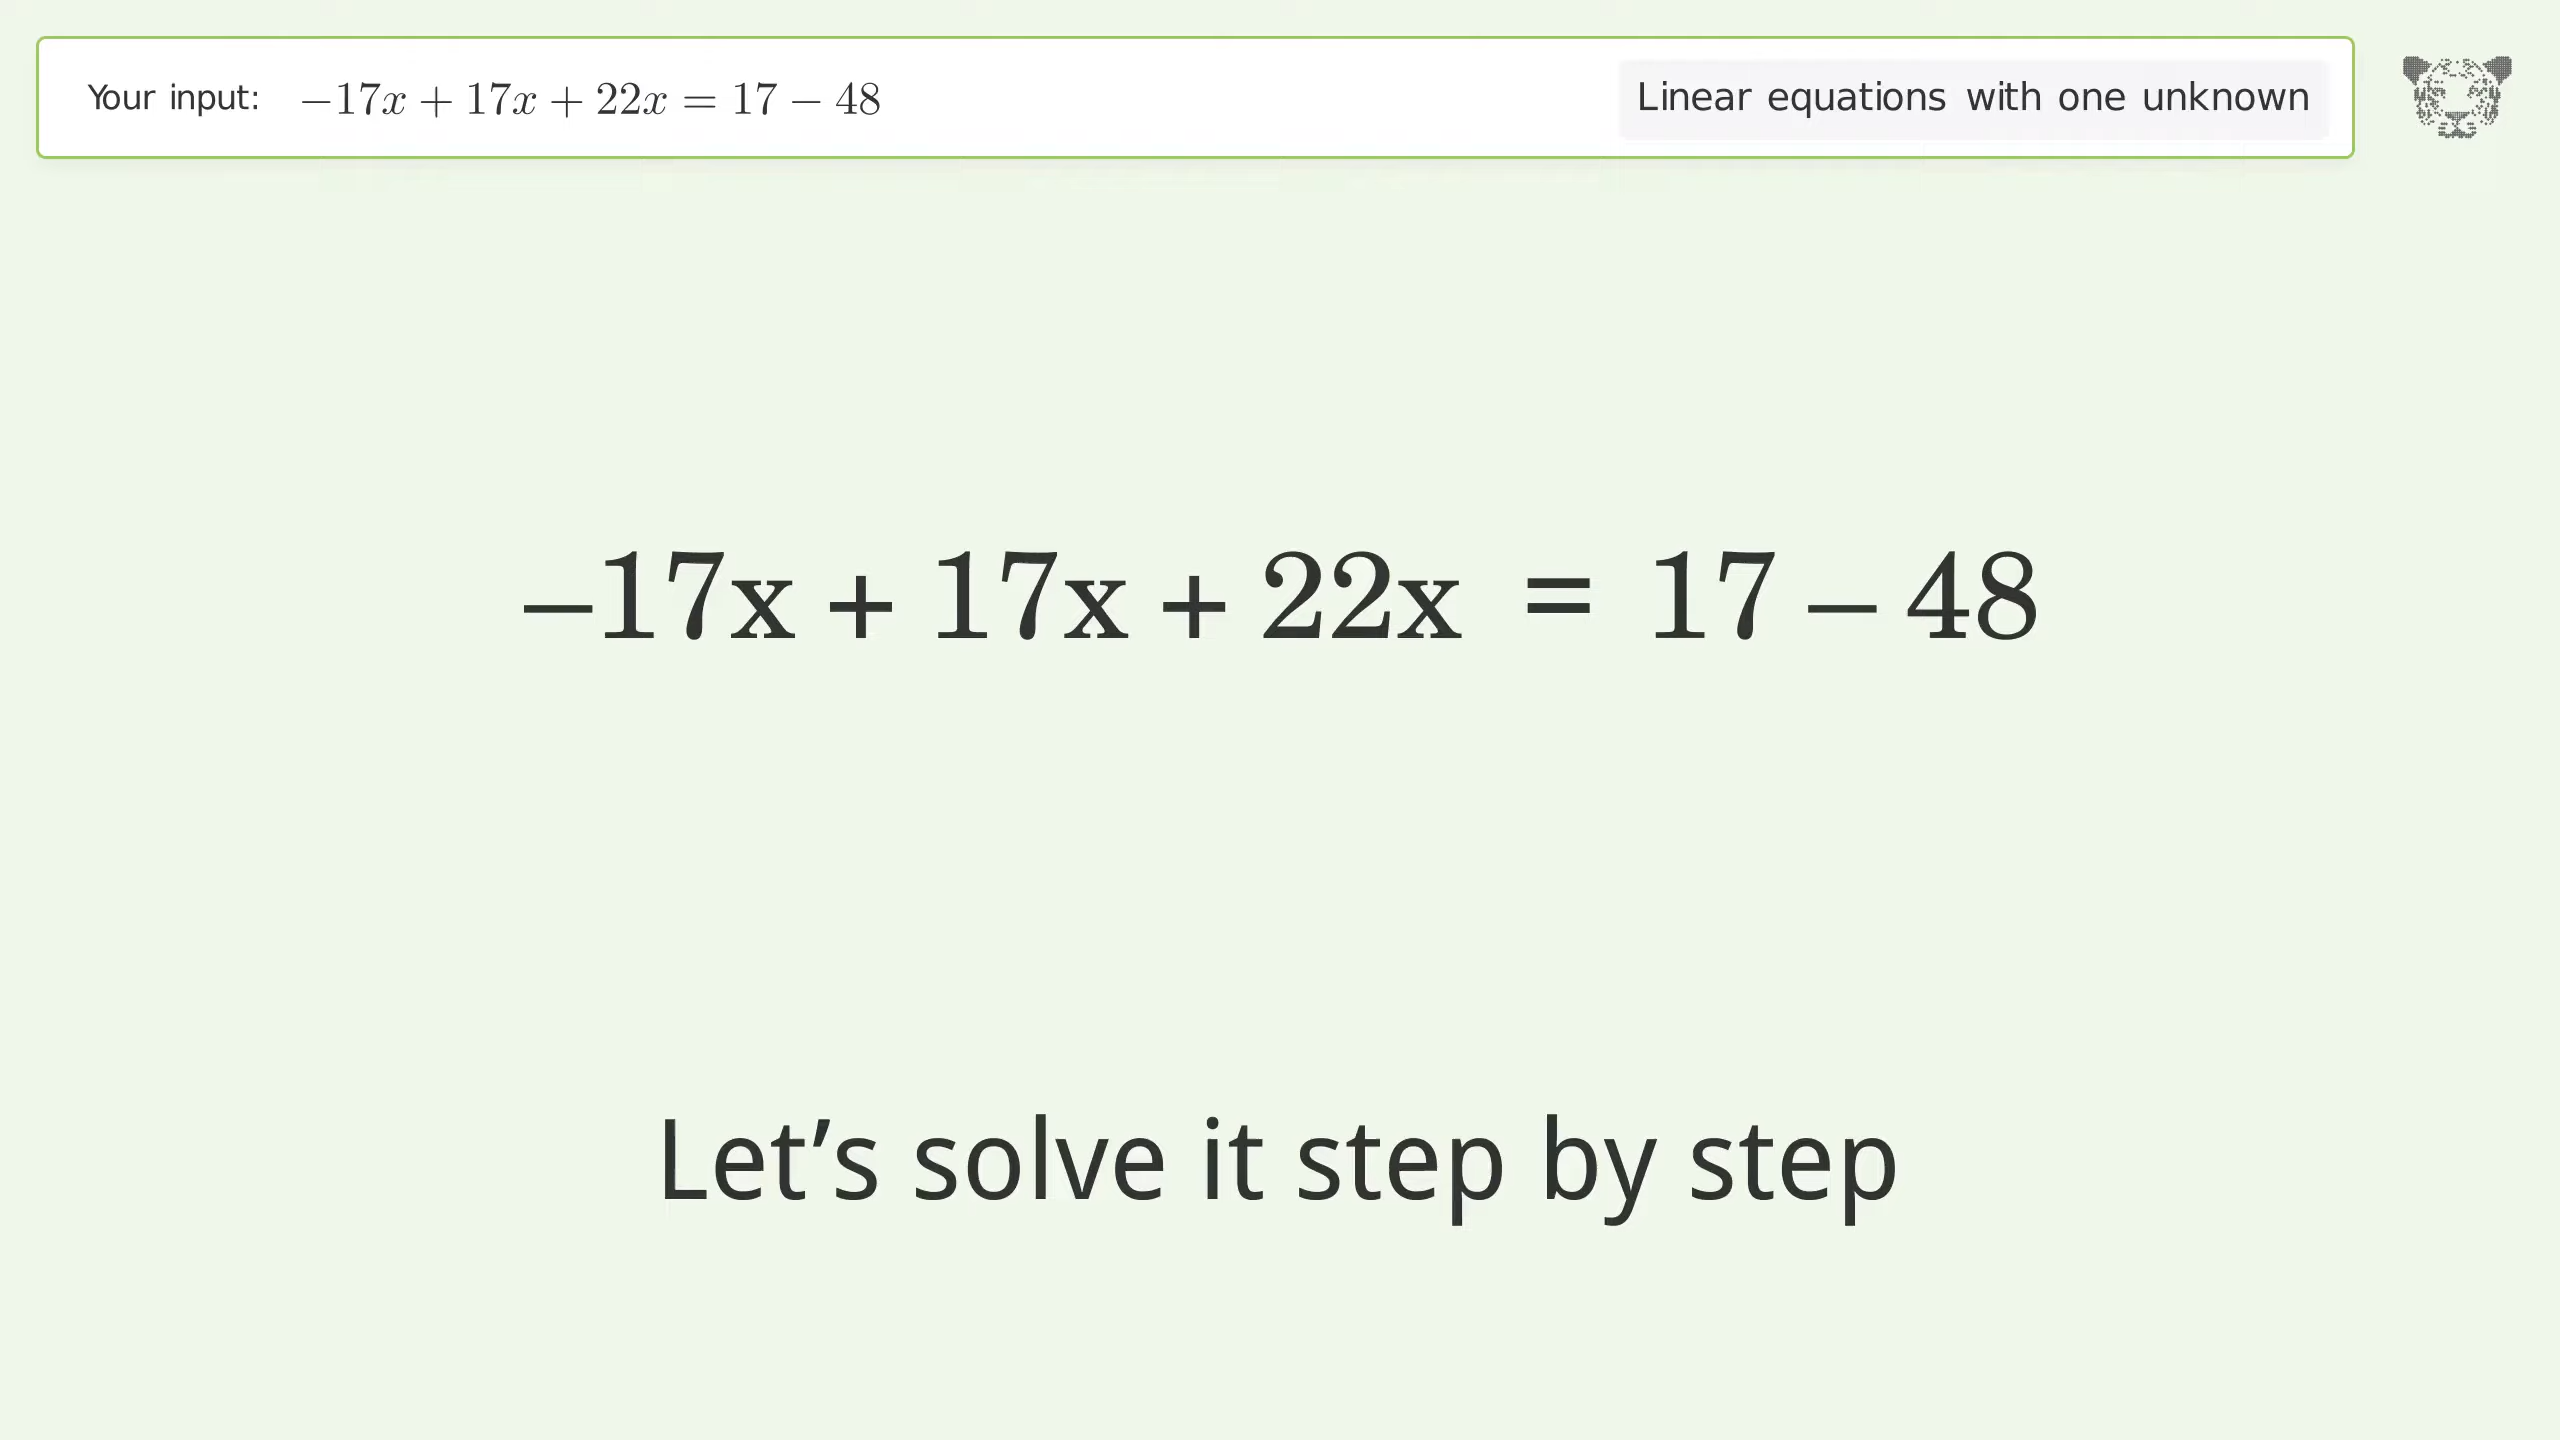 Your input: −17x + 17x + 22x = 17 − 48
Linear equations with one unknown
–17x + 17x + 22x = 17 – 48
Let’s solve it step by step